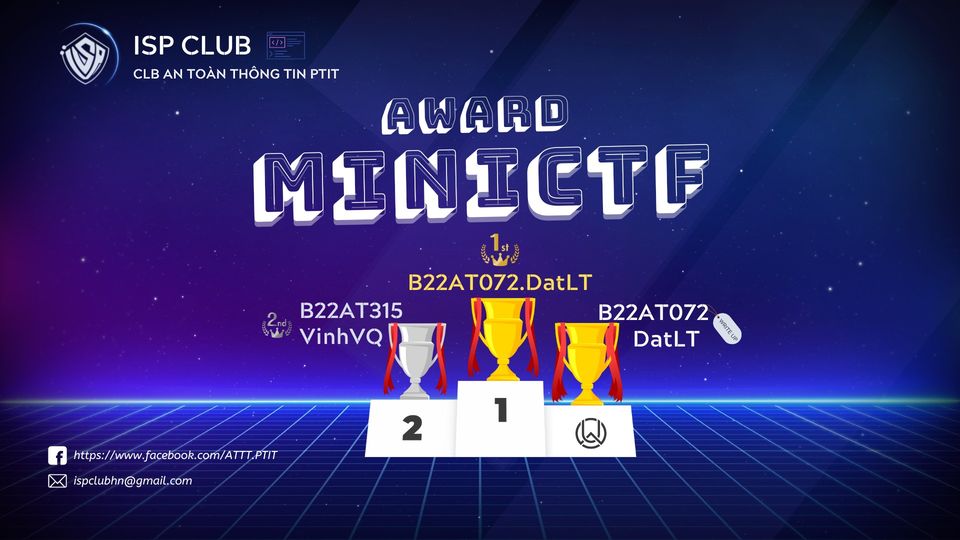 ISP CLUB
CLB AN TOÀN THÔNG TIN PTIT
AWARD
MINICTF
1st
B22AT072.DatLT
2nd
B22AT315
VinhVQ
B22AT072
DatLT
WRITE UP
1
2
W
https://www.facebook.com/ATTT.PTIT
ispclubhn@gmail.com